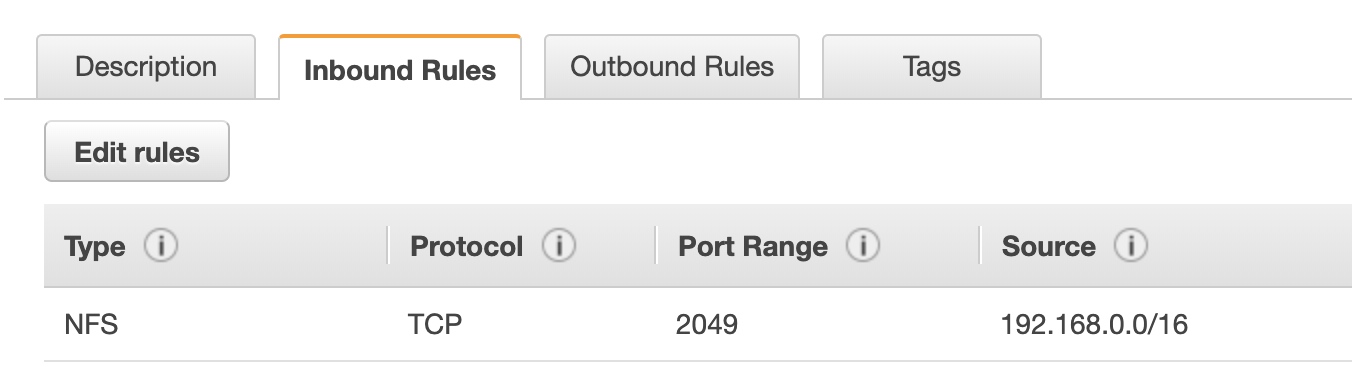 Description Inbound Rules Outbound Rules Tags
Edit rules
Type i Protocol i Port Range i Source i
NFS TCP 2049 192.168.0.0/16